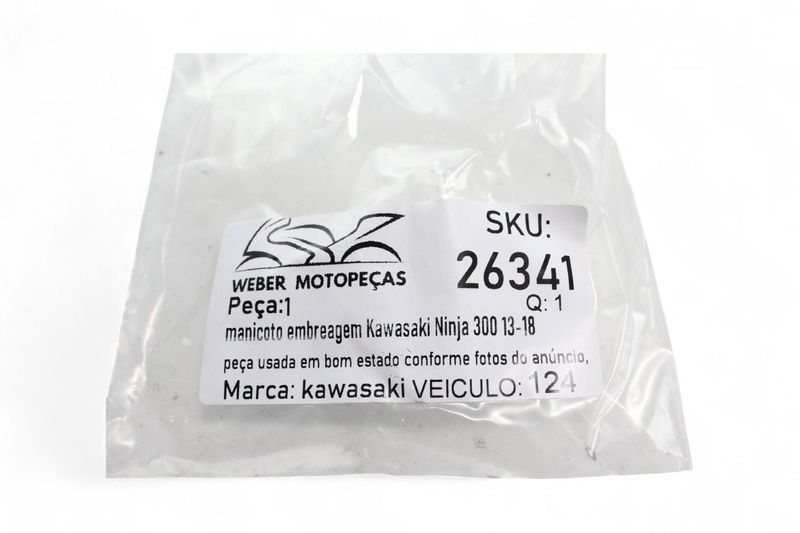 SKU:
26341
WEBER MOTOPEÇAS
Peça:1
Q: 1
manicoto embreagem Kawasaki Ninja 300 13-18
peça usada em bom estado conforme fotos do anúncio,
Marca: kawasaki VEICULO: 124